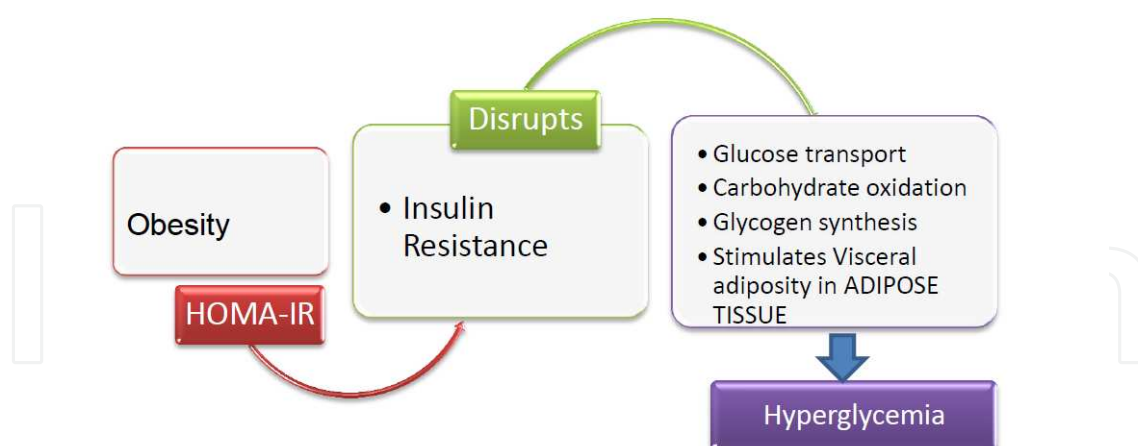 Obesity
HOMA-IR
Disrupts
• Insulin
Resistance
• Glucose transport
• Carbohydrate oxidation
• Glycogen synthesis
• Stimulates Visceral
adiposity in ADIPOSE
TISSUE
Hyperglycemia